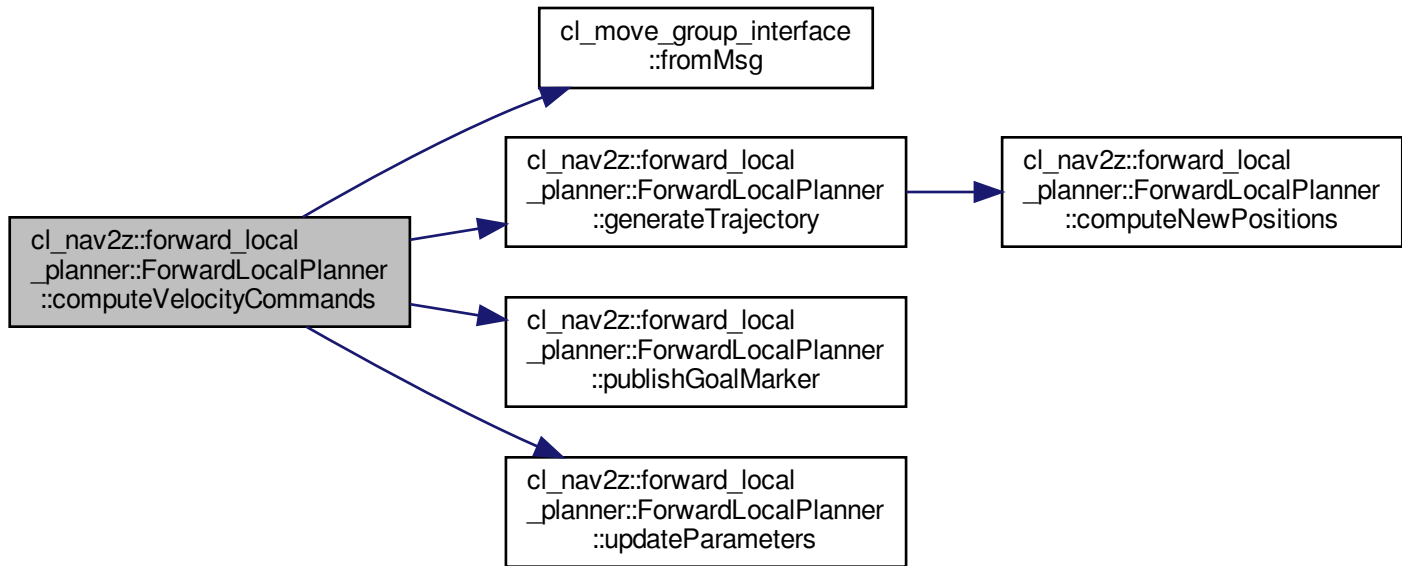 cl_move_group_interface
::fromMsg
cl_nav2z::forward_local
_planner::ForwardLocalPlanner
::generateTrajectory
cl_nav2z::forward_local
_planner::ForwardLocalPlanner
::computeNewPositions
cl_nav2z::forward_local
_planner::ForwardLocalPlanner
::computeVelocityCommands
cl_nav2z::forward_local
_planner::ForwardLocalPlanner
::publishGoalMarker
cl_nav2z::forward_local
_planner::ForwardLocalPlanner
::updateParameters